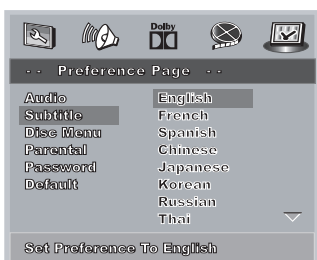 Dolby
-- Preference Page --
Audio
Subtitle
Disc Menu
Parental
Password
Default
English
French
Spanish
Chinese
Japanese
Korean
Russian
Thai
Set Preference To English